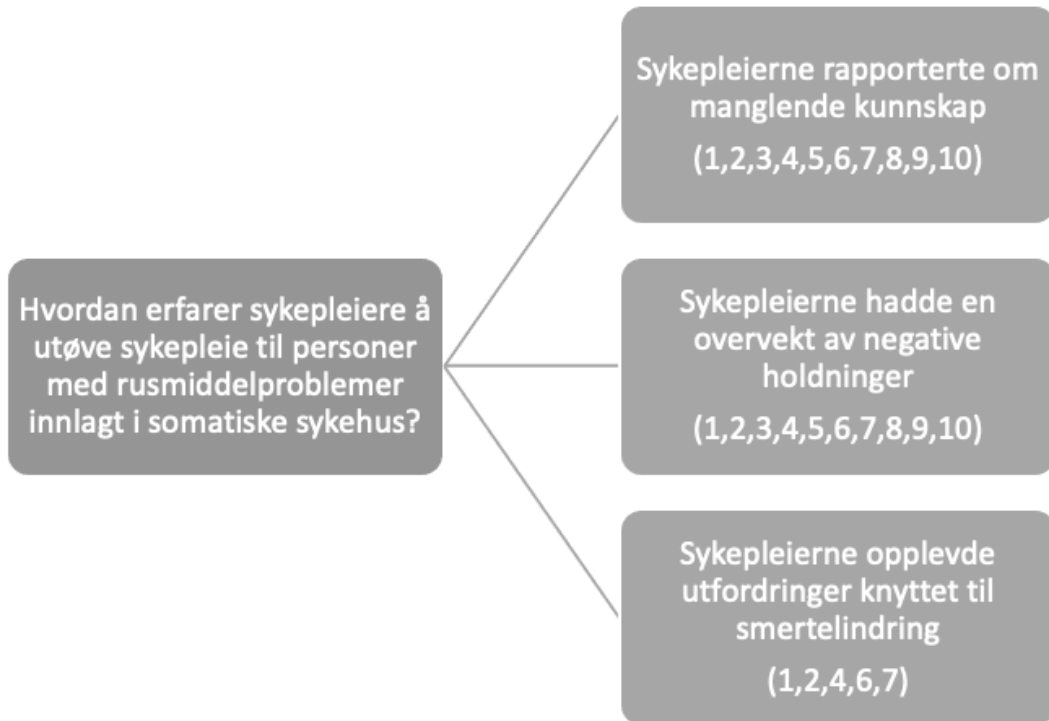 Hvordan erfarer sykepleiere å
utøve sykepleie til personer
med rusmiddelproblemer
innlagt i somatiske sykehus?
Sykepleierne rapporterte om
manglende kunnskap
(1,2,3,4,5,6,7,8,9,10)
Sykepleierne hadde en
overvekt av negative
holdninger
(1,2,3,4,5,6,7,8,9,10)
Sykepleierne opplevde
utfordringer knyttet til
smertelindring
(1,2,4,6,7)